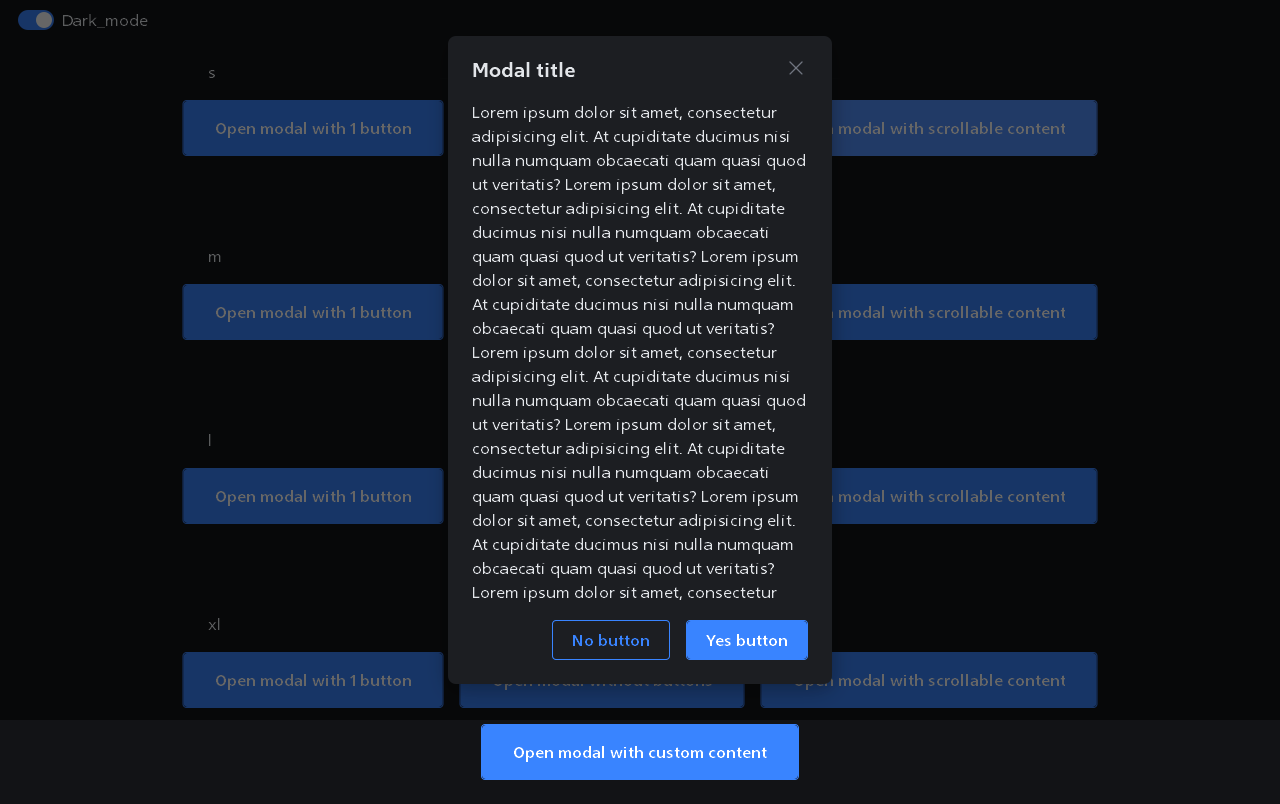 Dark_mode
s
Open modal with 1 button
modal with scrollable content
m
Open modal with 1 button
modal with scrollable content
l
Open modal with 1 button
modal with scrollable content
xl
Open modal with 1 button
Open modal without buttons
Open modal with scrollable content
Modal title
Lorem ipsum dolor sit amet, consectetur
adipisicing elit. At cupiditate ducimus nisi
nulla numquam obcaecati quam quasi quod
ut veritatis? Lorem ipsum dolor sit amet,
consectetur adipisicing elit. At cupiditate
ducimus nisi nulla numquam obcaecati
quam quasi quod ut veritatis? Lorem ipsum
dolor sit amet, consectetur adipisicing elit.
At cupiditate ducimus nisi nulla numquam
obcaecati quam quasi quod ut veritatis?
Lorem ipsum dolor sit amet, consectetur
adipisicing elit. At cupiditate ducimus nisi
nulla numquam obcaecati quam quasi quod
ut veritatis? Lorem ipsum dolor sit amet,
consectetur adipisicing elit. At cupiditate
ducimus nisi nulla numquam obcaecati
quam quasi quod ut veritatis? Lorem ipsum
dolor sit amet, consectetur adipisicing elit.
At cupiditate ducimus nisi nulla numquam
obcaecati quam quasi quod ut veritatis?
Lorem ipsum dolor sit amet, consectetur
No button
Yes button
Open modal with custom content